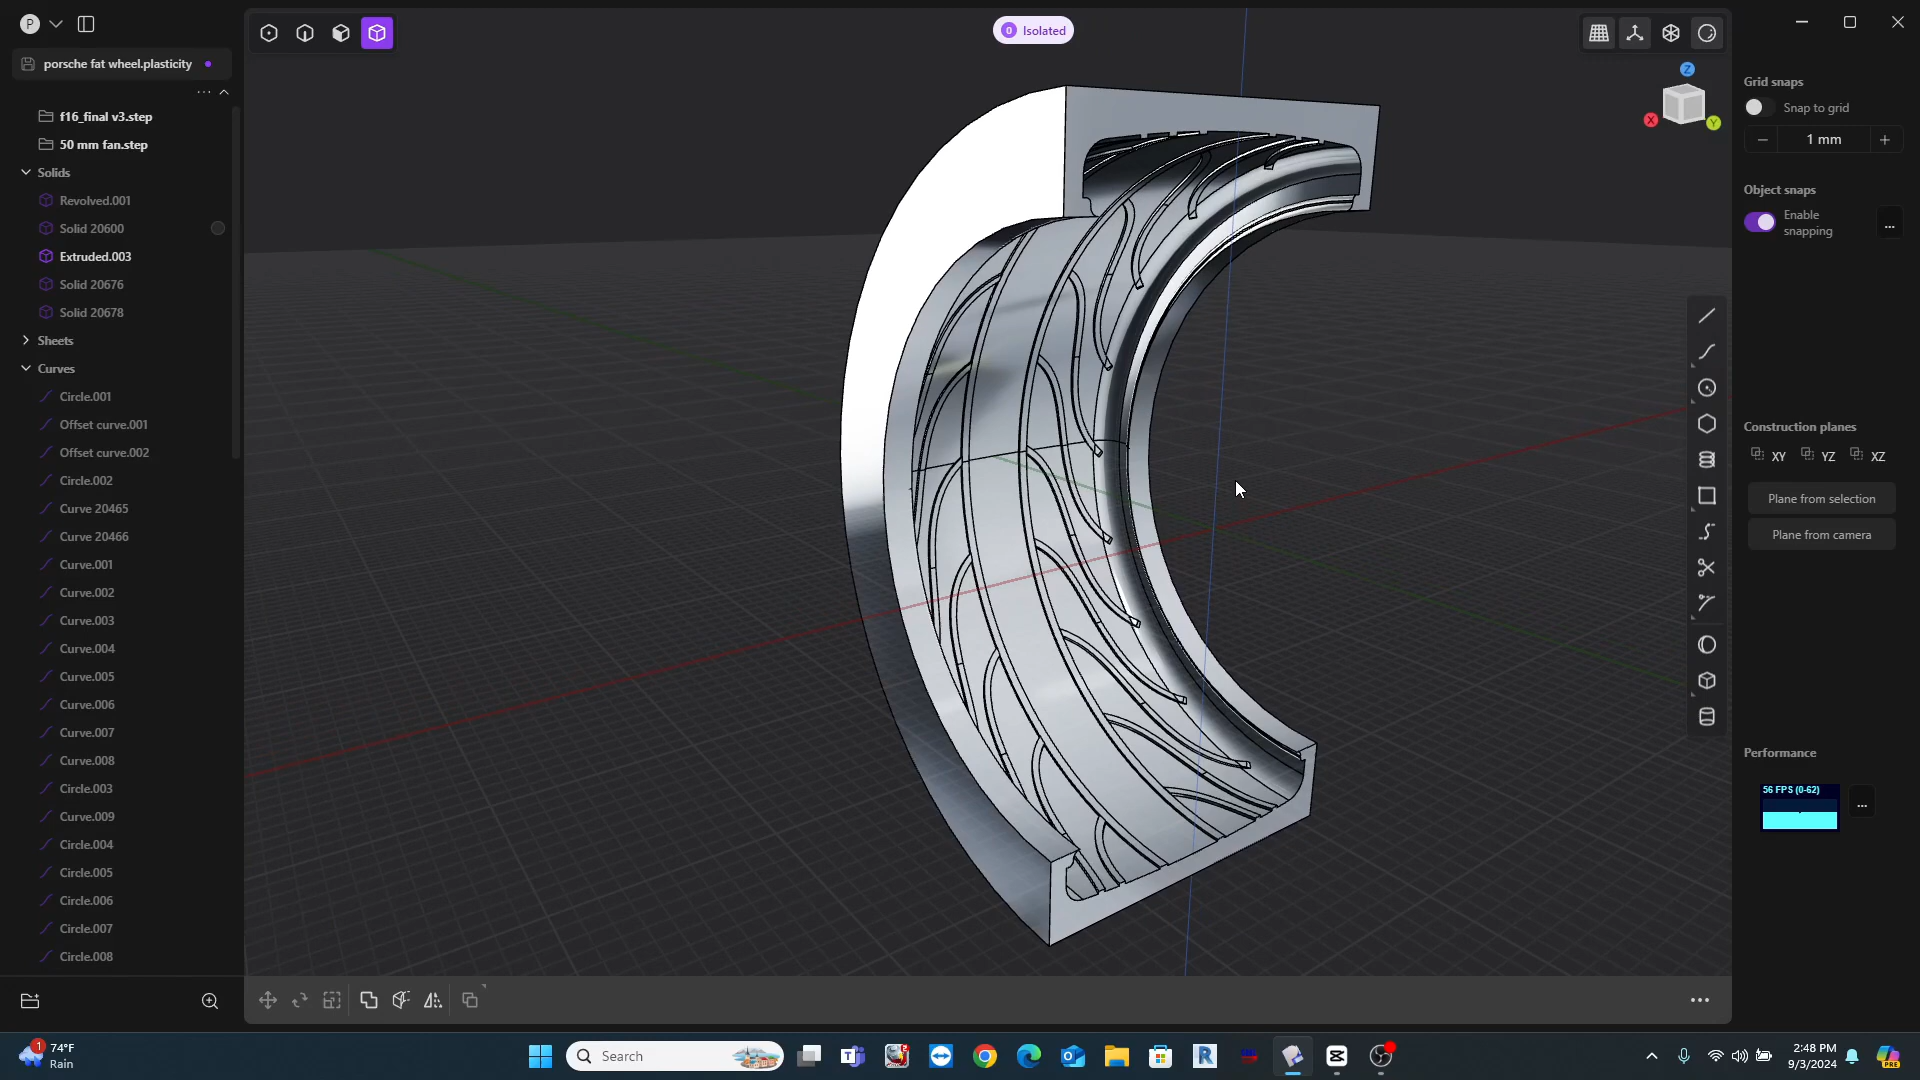 P
porsche fat wheel.plasticity
f16_final v3.step
50 mm fan.step
Solids
Revolved.001
Solid 20600
Extruded.003
Solid 20676
Solid 20678
Sheets
Curves
Circle.001
Offset curve.001
Offset curve.002
Circle.002
Curve 20465
Curve 20466
Curve.001
Curve.002
Curve.003
Curve.004
Curve.005
Curve.006
Curve.007
Curve.008
Circle.003
Curve.009
Circle.004
Circle.005
Circle.006
Circle.007
Circle.008
0 Isolated
Z
X
Y
Grid snaps
Snap to grid
1 mm
Object snaps
Enable
snapping
...
Construction planes
XY YZ XZ
Plane from selection
Plane from camera
Performance
56 FPS (0-62)
...
1
74°F
Rain
Search
R
2:48 PM
9/3/2024
PRE